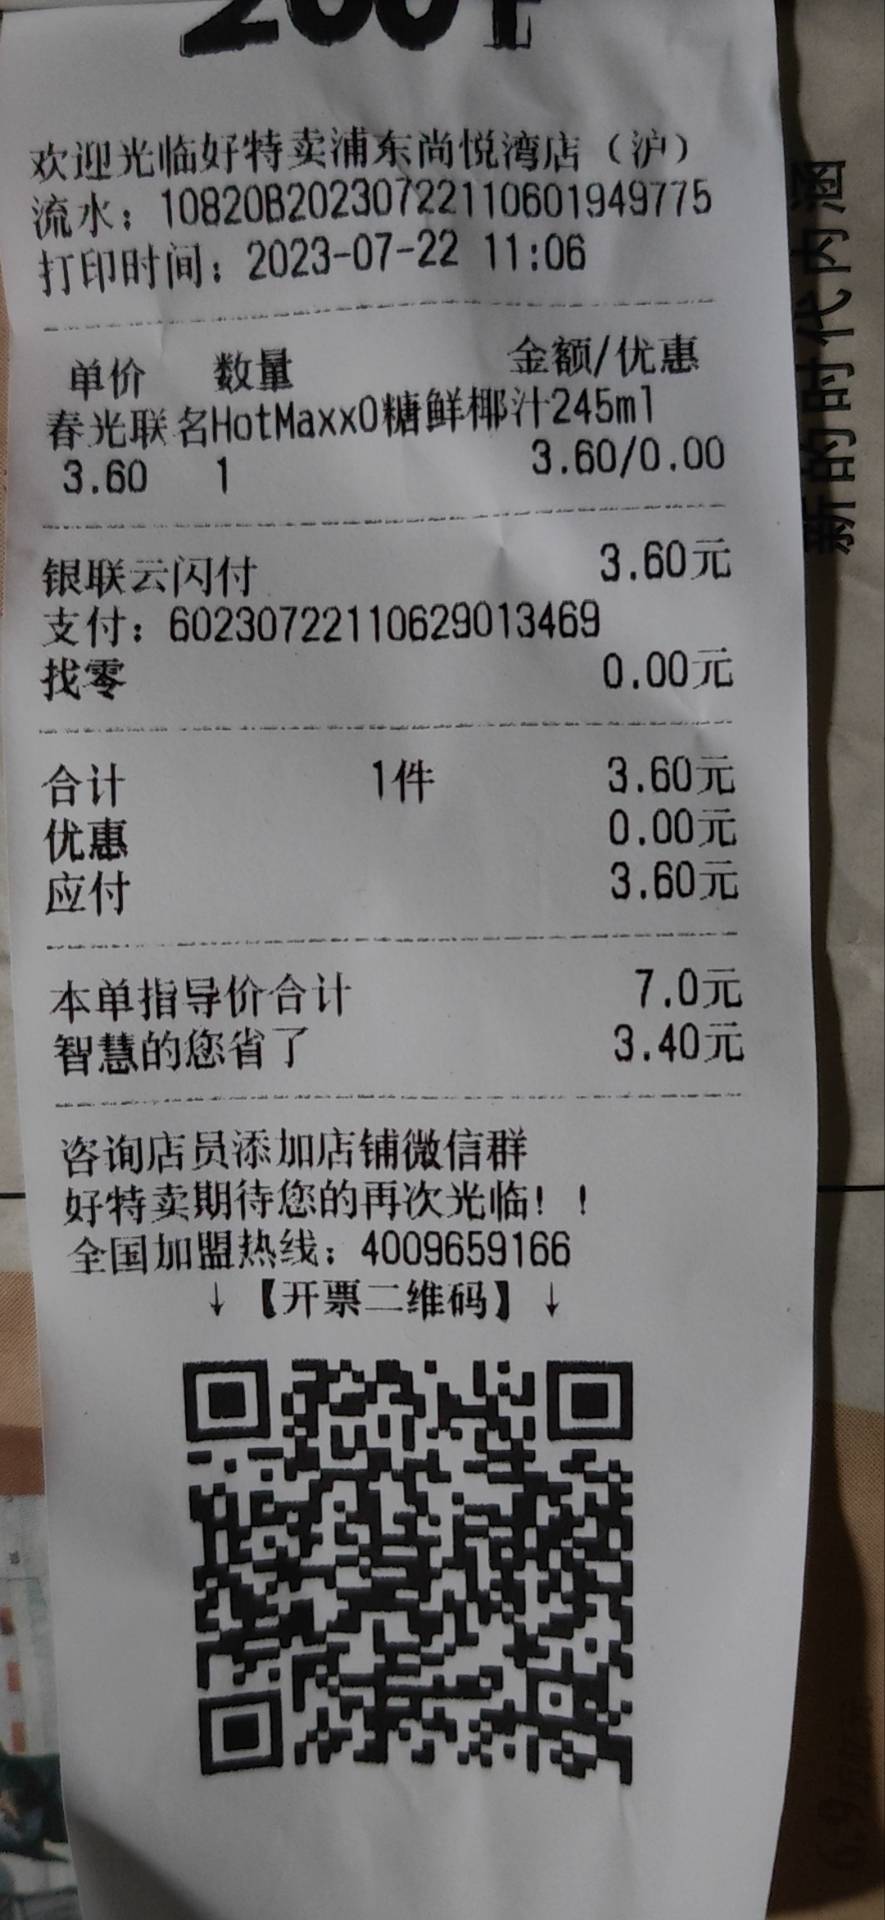 欢迎光临好特卖浦东尚悦湾店（沪）
流水：10820B20230722110601949775
打印时间：2023-07-22 11:06
单价 数量 金额/优惠
春光联名HotMaxx0糖鲜椰汁245ml
3.60 1 3.60/0.00
银联云闪付 3.60元
支付：60230722110629013469
找零 0.00元
合计 1件 3.60元
优惠 0.00元
应付 3.60元
本单指导价合计 7.0元
智慧的您省了 3.40元
咨询店员添加店铺微信群
好特卖期待您的再次光临！！
全国加盟热线：4009659166
↓【开票二维码】↓
新的时代内涵